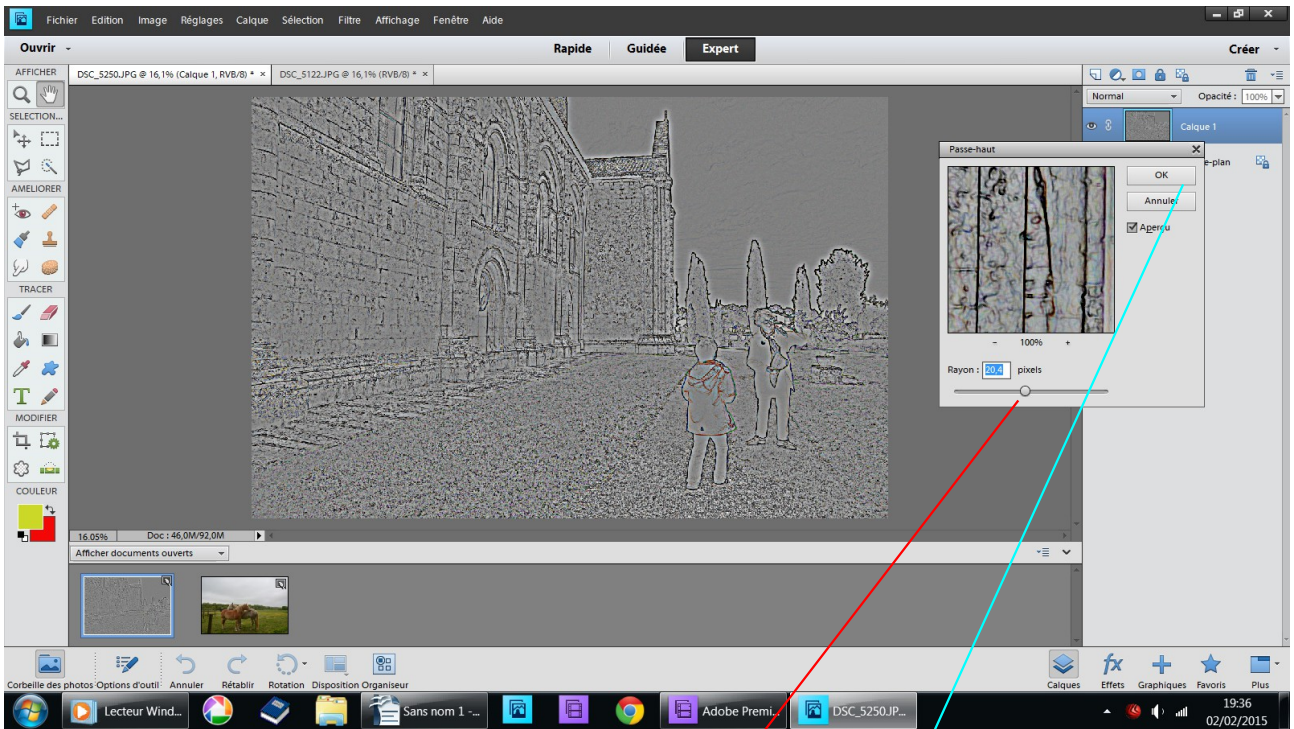 Fichier Edition Image Réglages Calque Sélection Filtre Affichage Fenêtre Aide
Ouvrir Rapide Guidée Expert Créer
AFFICHER
DSC_5250.JPG @ 16,1% (Calque 1, RVB/8) * × DSC_5122.JPG @ 16,1% (RVB/8) * ×
Normal Opacité : 100%
SELECTION...
Calque 1
Passe-haut
e-plan
OK
AMELIORER
Annuler
Aperçu
TRACER
- 100% +
Rayon : 20,4 pixels
T
MODIFIER
COULEUR
16.05% Doc : 46,0M/92,0M
Afficher documents ouverts
fx
Corbeille des photos Options d'outil Annuler Rétablir Rotation Disposition Organiseur Calques Effets Graphiques Favoris Plus
Lecteur Wind... Sans nom 1 -... Adobe Premi... DSC_5250.JP... 19:36
02/02/2015